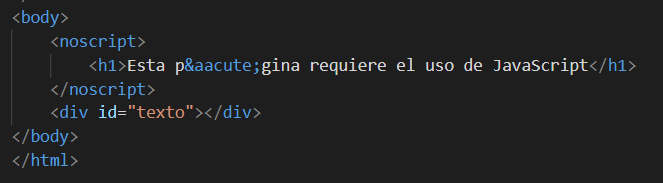 <body>
<noscript>
<h1>Esta p&aacute;gina requiere el uso de JavaScript</h1>
</noscript>
<div id="texto"></div>
</body>
</html>